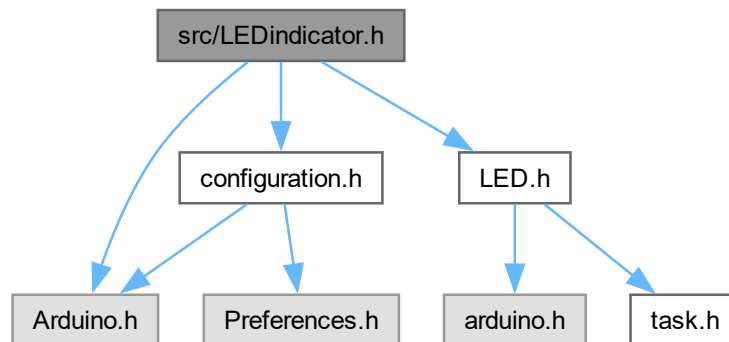 src/LEDindicator.h
configuration.h
LED.h
Arduino.h
Preferences.h
arduino.h
task.h